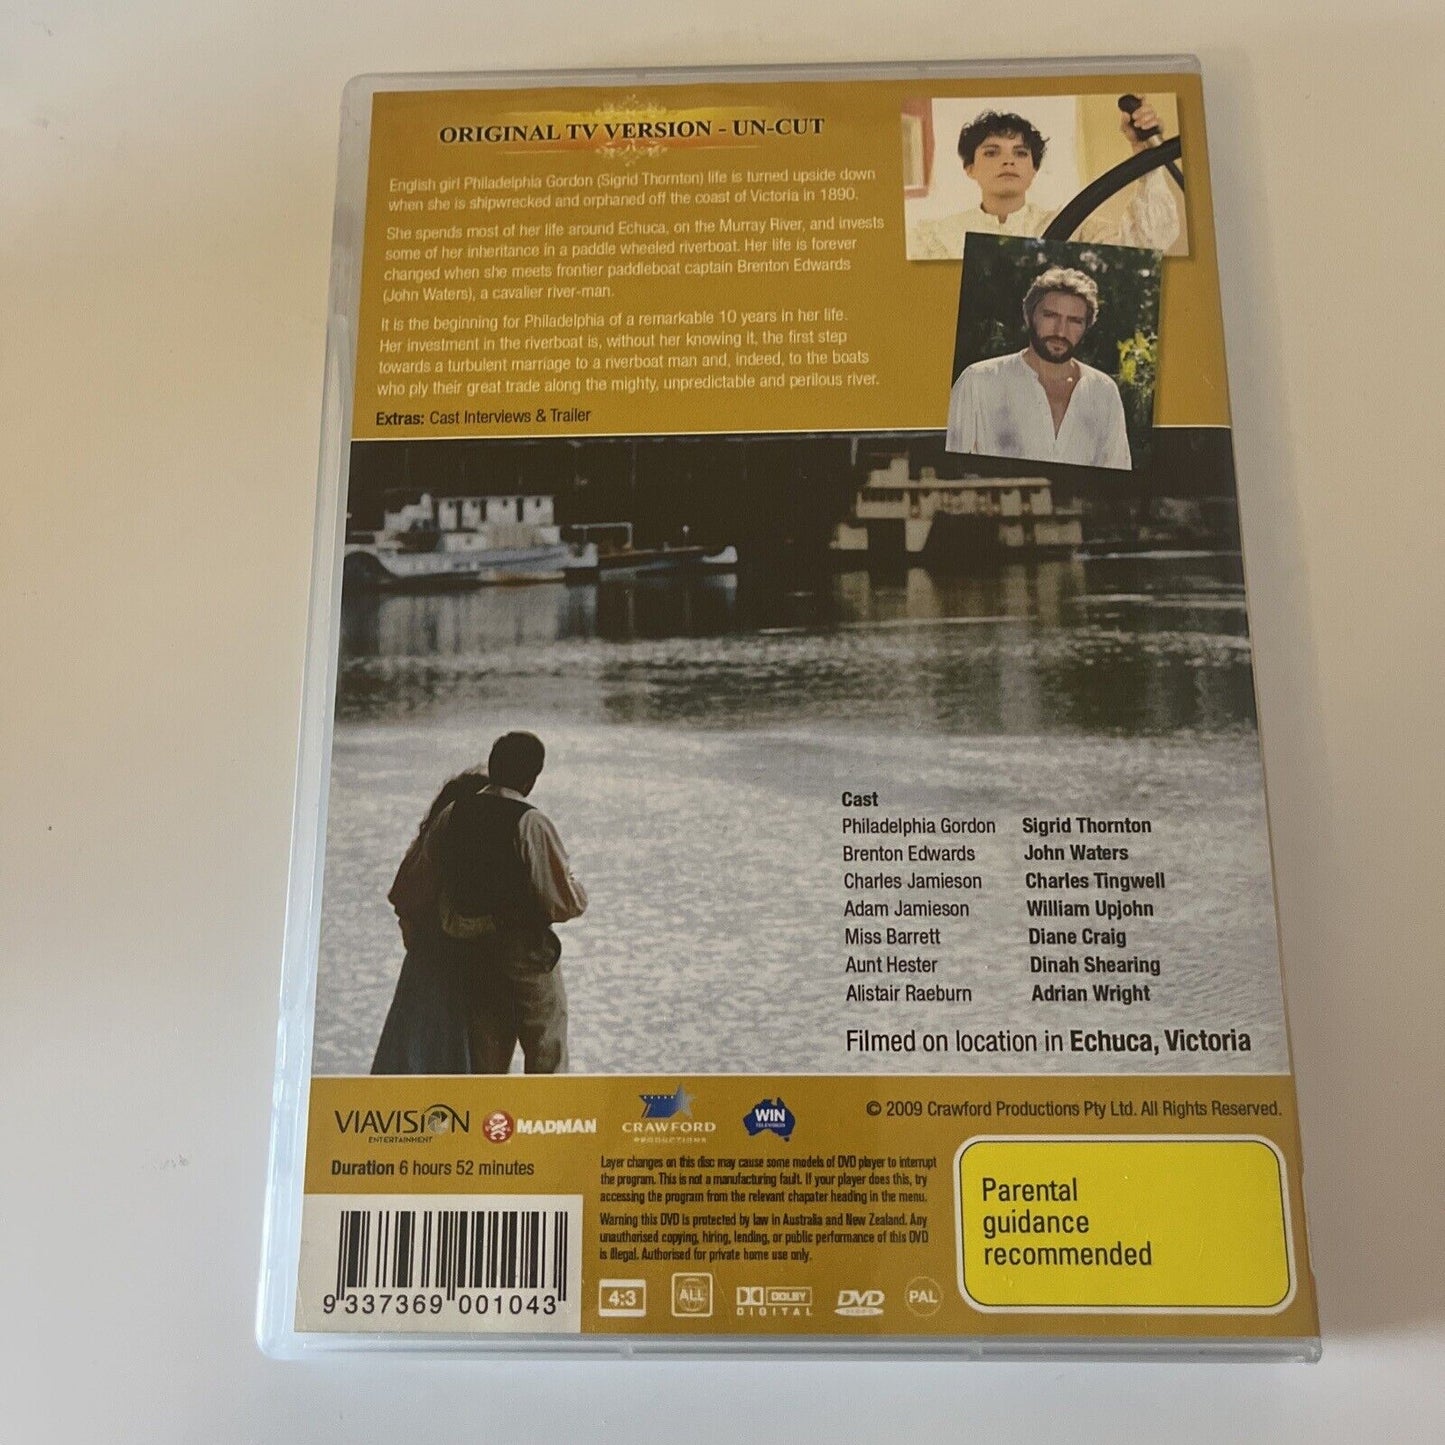 ORIGINAL TV VERSION - UN-CUT
English girl Philadelphia Gordon (Sigrid Thornton) life is turned upside down
when she is shipwrecked and orphaned off the coast of Victoria in 1890.
She spends most of her life around Echuca, on the Murray River, and invests
some of her inheritance in a paddle wheeled riverboat. Her life is forever
changed when she meets frontier paddleboat captain Brenton Edwards
(John Waters), a cavalier river-man.
It is the beginning for Philadelphia of a remarkable 10 years in her life.
Her investment in the riverboat is, without her knowing it, the first step
towards a turbulent marriage to a riverboat man and, indeed, to the boats
who ply their great trade along the mighty, unpredictable and perilous river.
Extras: Cast Interviews & Trailer
Cast
Philadelphia Gordon Sigrid Thornton
Brenton Edwards John Waters
Charles Jamieson Charles Tingwell
Adam Jamieson William Upjohn
Miss Barrett Diane Craig
Aunt Hester Dinah Shearing
Alistair Raeburn Adrian Wright
Filmed on location in Echuca, Victoria
VIAVISION
ENTERTAINMENT
MADMAN
CRAWFORD
PRODUCTIONS
WIN
TELEVISION
© 2009 Crawford Productions Pty Ltd. All Rights Reserved.
Duration 6 hours 52 minutes
Layer changes on this disc may cause some models of DVD player to interrupt
the program. This is not a manufacturing fault. If your player does this, try
accessing the program from the relevant chapater heading in the menu.
Warning this DVD is protected by law in Australia and New Zealand. Any
unauthorised copying, hiring, lending, or public performance of this DVD
is illegal. Authorised for private home use only.
Parental
guidance
recommended
9 337369 001043
4:3
ALL
DOLBY
DIGITAL
DVD
VIDEO
PAL